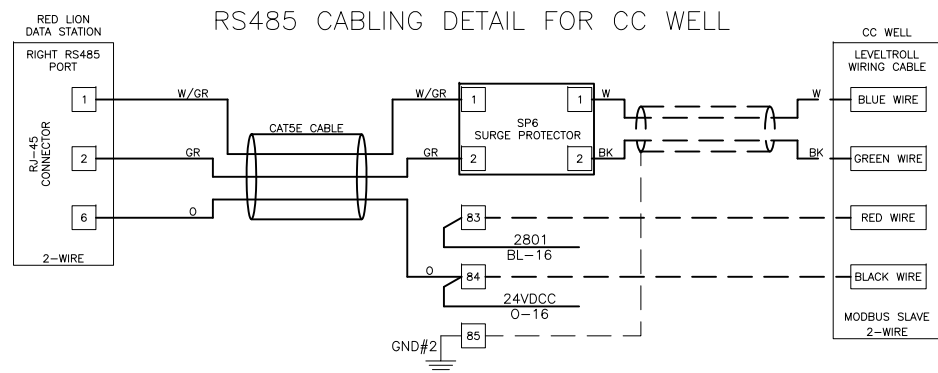 RS485 CABLING DETAIL FOR CC WELL
RED LION
DATA STATION
RIGHT RS485
PORT
RJ-45
CONNECTOR
1
2
6
2-WIRE
W/GR
GR
O
CAT5E CABLE
W/GR
GR
O
1
2
SP6
SURGE PROTECTOR
1
2
W
BK
83
2801
BL-16
84
24VDCC
O-16
85
GND#2
W
BK
CC WELL
LEVELTROLL
WIRING CABLE
BLUE WIRE
GREEN WIRE
RED WIRE
BLACK WIRE
MODBUS SLAVE
2-WIRE